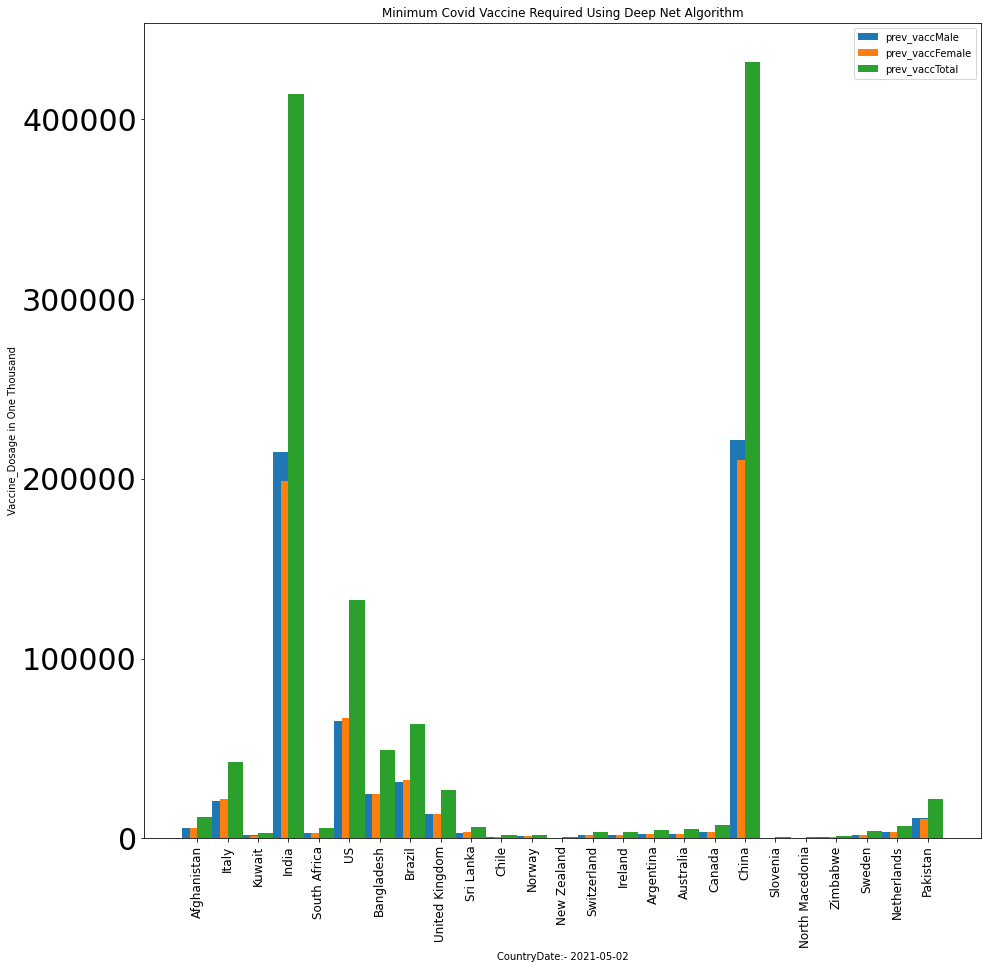 Minimum Covid Vaccine Required Using Deep Net Algorithm
prev_vaccMale
prev_vaccFemale
prev_vaccTotal
400000
300000
200000
100000
0
Vaccine_Dosage in One Thousand
Afghanistan
Italy
Kuwait
India
South Africa
US
Bangladesh
Brazil
United Kingdom
Sri Lanka
Chile
Norway
New Zealand
Switzerland
Ireland
Argentina
Australia
Canada
China
Slovenia
North Macedonia
Zimbabwe
Sweden
Netherlands
Pakistan
CountryDate:- 2021-05-02